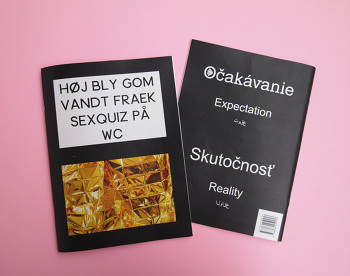 HØJ BLY GOM
VANDT FRAEK
SEXQUIZ PÅ
WC
Očakávanie
Expectation
Skutočnosť
Reality